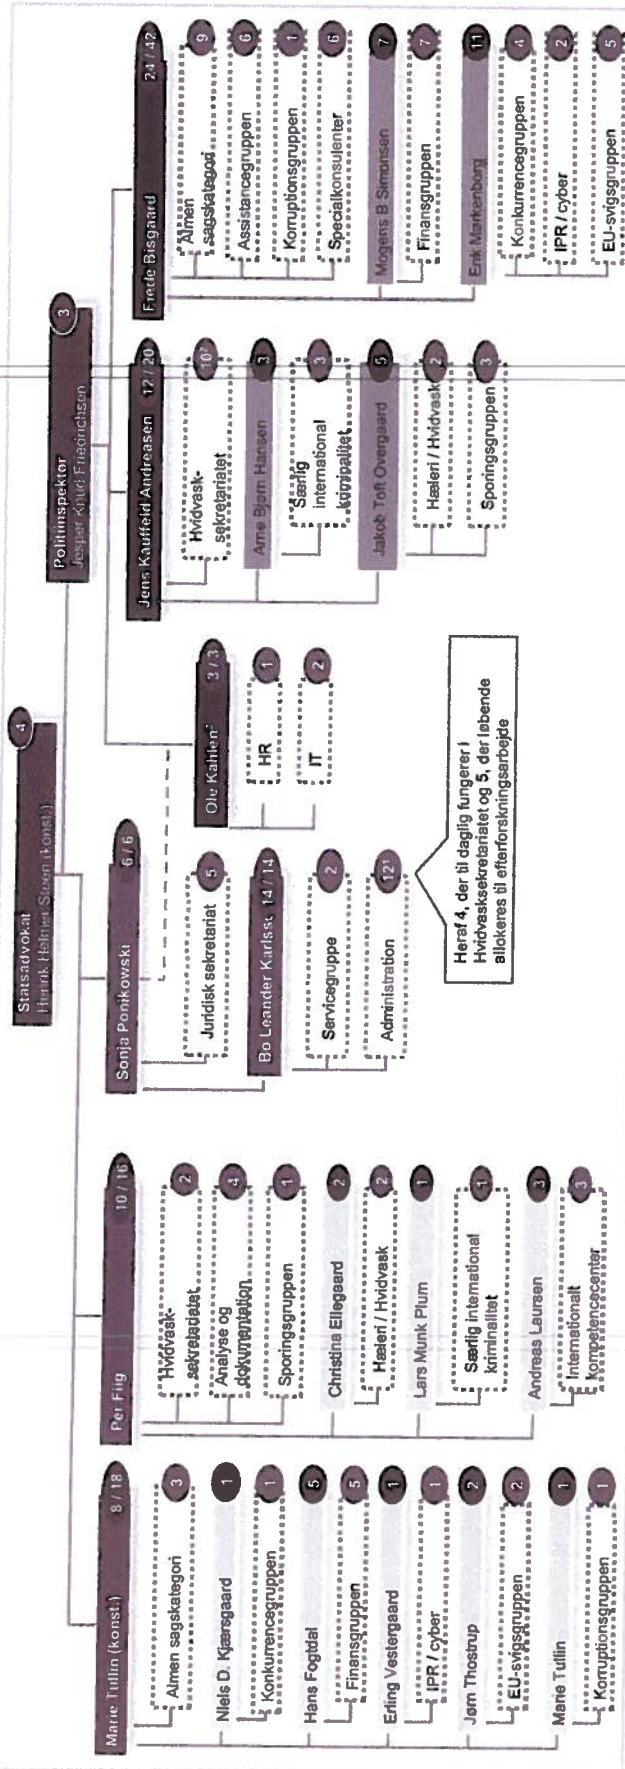 Statsadvokat
Henrik Helmer Steen (konst.)
4
Politiinspektør
Jesper Knud Friedrichsen
3
Marie Tullin (konst.)
8 / 18
Almen sagskategori
3
Niels D. Kjærsgaard
1
Konkurrencegruppen
1
Hans Fogtdal
5
Finansgruppen
5
Erling Vestergaard
1
IPR / cyber
1
Jørn Thostrup
2
EU-svigsgruppen
2
Marie Tullin
1
Korruptionsgruppen
1
Per Fiig
10 / 16
Hvidvask-
sekretariatet
2
Analyse og
dokumentation
4
Sporingsgruppen
1
Christina Ellegaard
2
Hæleri / Hvidvask
2
Lars Munk Plum
1
Særlig international
kriminalitet
1
Andreas Laursen
3
Internationalt
kompetencecenter
3
Sonja Ponikowski
6 / 6
Juridisk sekretariat
5
Bo Leander Karlsson
14 / 14
Servicegruppe
2
Administration
12¹
Heraf 4, der til daglig fungerer i
Hvidvasksekretariatet og 5, der løbende
allokeres til efterforskningsarbejde
Ole Kahlen²
3 / 3
HR
1
IT
2
Jens Kauffeld Andreasen
12 / 20
Hvidvask-
sekretariatet
10²
Arne Bjørn Hansen
3
Særlig
international
kriminalitet
3
Jakob Toft Overgaard
5
Hæleri / Hvidvask
2
Sporingsgruppen
3
Frede Bisgaard
24 / 42
Almen
sagskategori
9
Assistancegruppen
6
Korruptionsgruppen
1
Specialkonsulenter
6
Mogens B Simonsen
7
Finansgruppen
7
Erik Mørkenborg
11
Konkurrencegruppen
4
IPR / cyber
2
EU-svigsgruppen
5